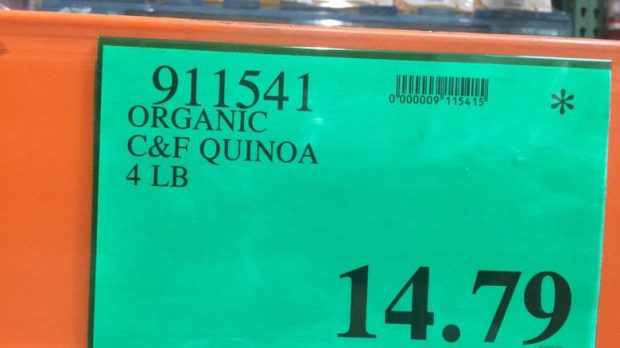 911541
0 000009 115415
*
ORGANIC
C&F QUINOA
4 LB
14.79